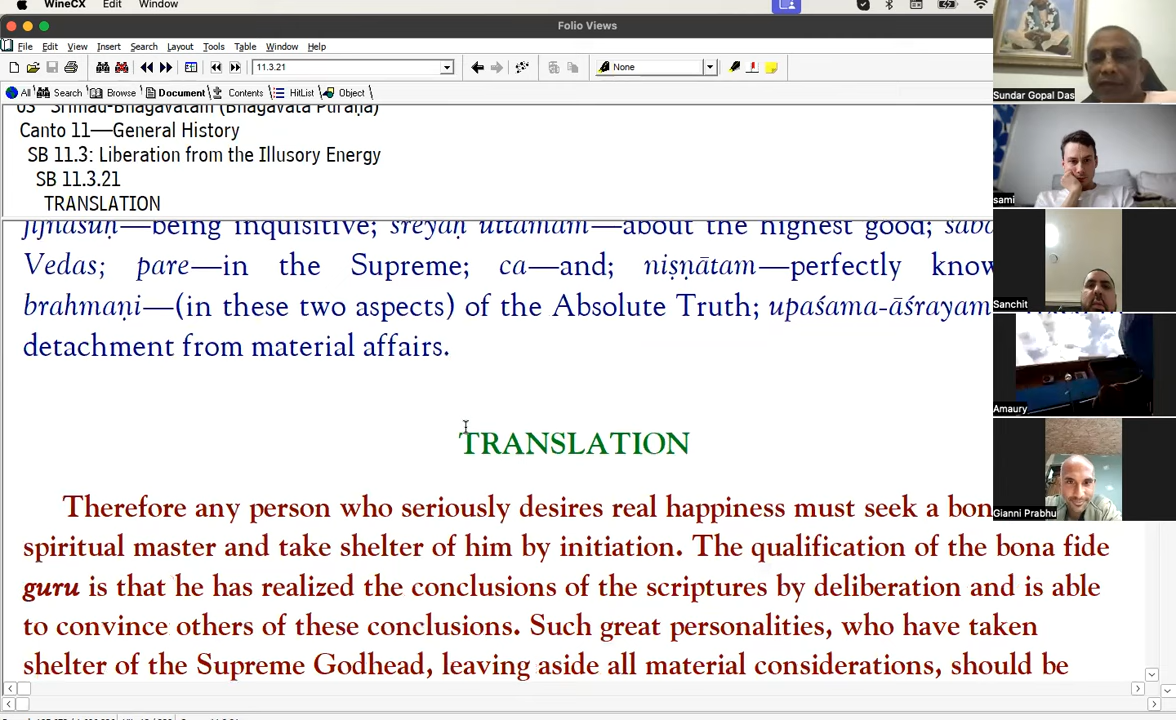 WineCX Edit Window
Folio Views
File Edit View Insert Search Layout Tools Table Window Help
11.3.21 None
All Search Browse Document Contents HitList Object
03 Srimad-Bhagavatam (Bhagavata Purāṇa)
Canto 11—General History
SB 11.3: Liberation from the Illusory Energy
SB 11.3.21
TRANSLATION
jijñāsuḥ—being inquisitive; śreyaḥ uttamam—about the highest good;
Vedas; pare—in the Supreme; ca—and; niṣṇātam—perfectly
brahmaṇi—(in these two aspects) of the Absolute Truth; upaśama-āśrayam
detachment from material affairs.
TRANSLATION
Therefore any person who seriously desires real happiness must seek a
spiritual master and take shelter of him by initiation. The qualification of the bona fide
guru is that he has realized the conclusions of the scriptures by deliberation and is able
to convince others of these conclusions. Such great personalities, who have taken
shelter of the Supreme Godhead, leaving aside all material considerations, should be
Sundar Gopal Das
sami
Sanchit
Amaury
Gianni Prabhu